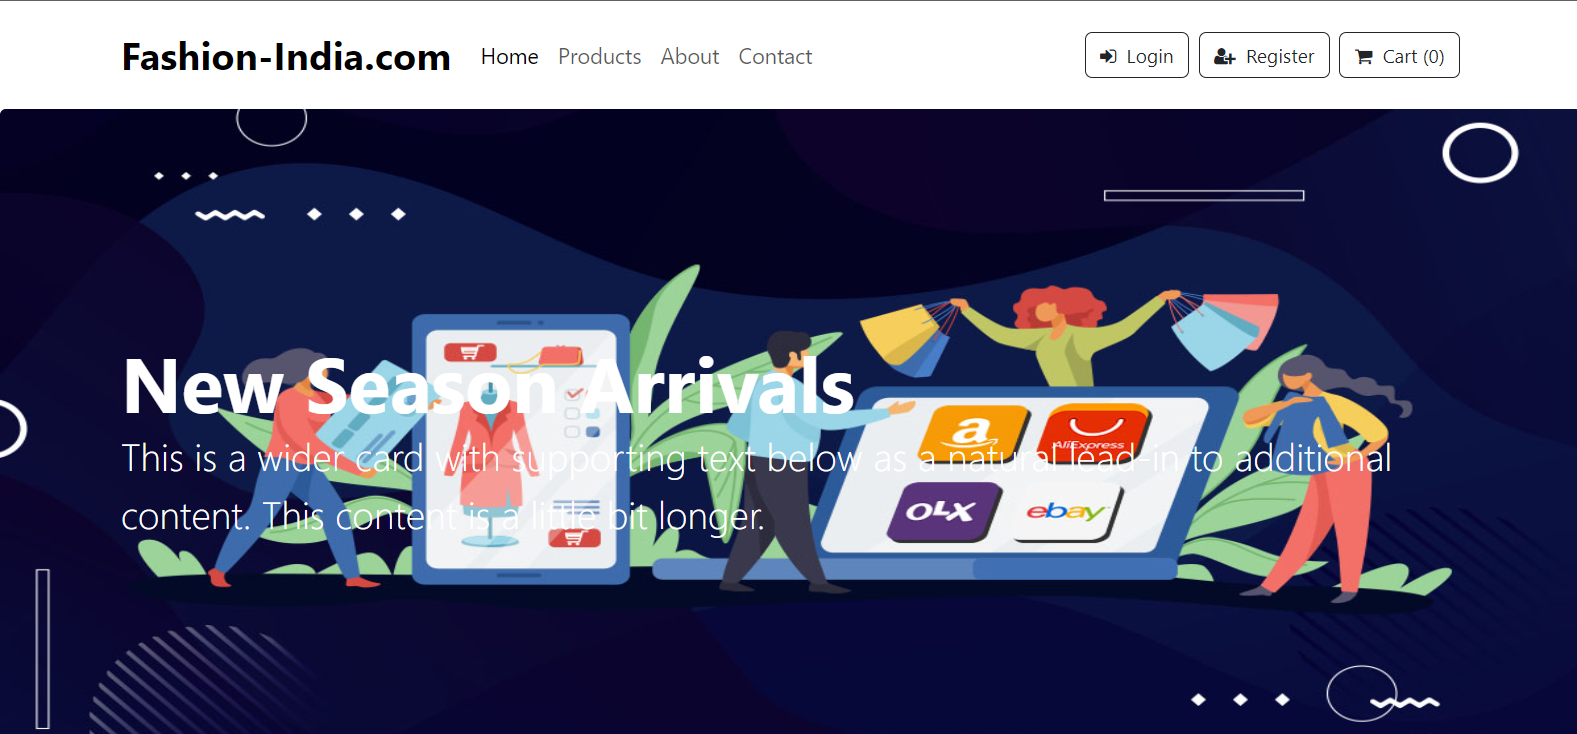 Fashion-India.com Home Products About Contact Login Register Cart (0)
New Season Arrivals
AliExpress
This is a wider card with supporting text below as a natural lead-in to additional
content. This content is a little bit longer.
a
OLX
ebay